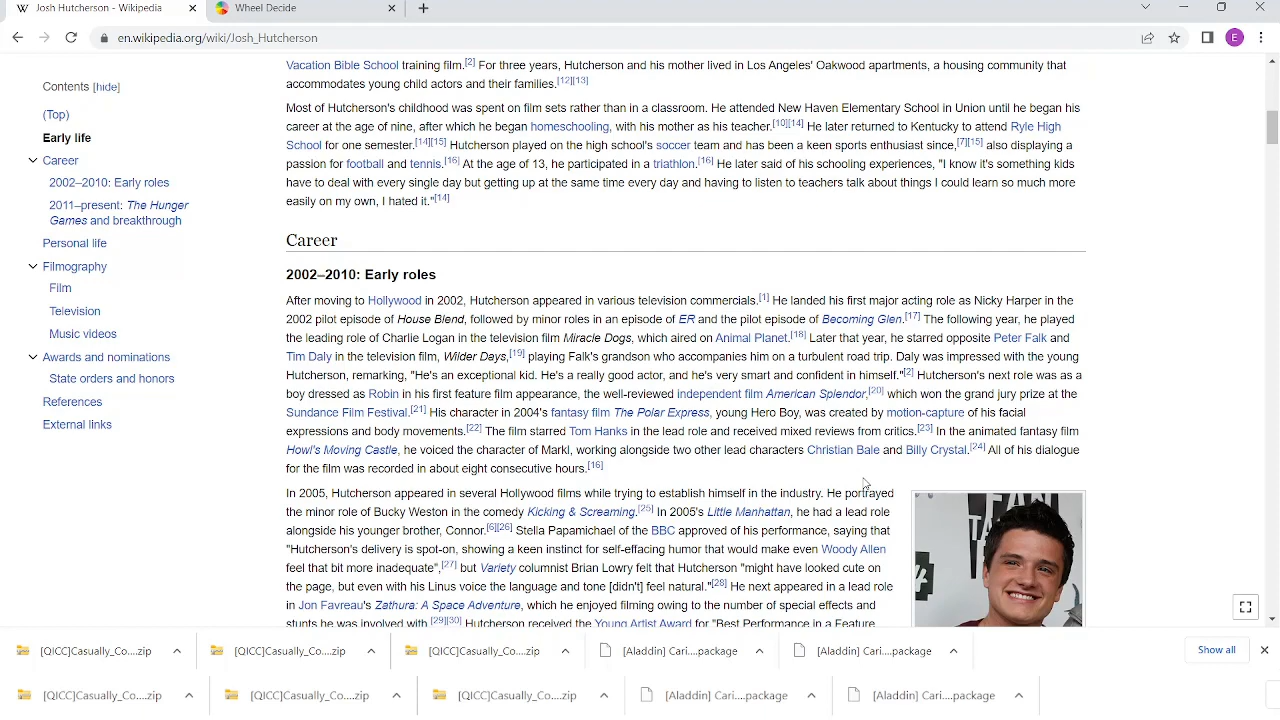 Josh Hutcherson - Wikipedia
Wheel Decide
en.wikipedia.org/wiki/Josh_Hutcherson
E
Contents [hide]
(Top)
Early life
Career
2002–2010: Early roles
2011–present: The Hunger
Games and breakthrough
Personal life
Filmography
Film
Television
Music videos
Awards and nominations
State orders and honors
References
External links
Vacation Bible School training film.[2] For three years, Hutcherson and his mother lived in Los Angeles' Oakwood apartments, a housing community that
accommodates young child actors and their families.[12][13]
Most of Hutcherson's childhood was spent on film sets rather than in a classroom. He attended New Haven Elementary School in Union until he began his
career at the age of nine, after which he began homeschooling, with his mother as his teacher.[10][14] He later returned to Kentucky to attend Ryle High
School for one semester.[14][15] Hutcherson played on the high school's soccer team and has been a keen sports enthusiast since,[7][15] also displaying a
passion for football and tennis.[16] At the age of 13, he participated in a triathlon.[16] He later said of his schooling experiences, "I know it's something kids
have to deal with every single day but getting up at the same time every day and having to listen to teachers talk about things I could learn so much more
easily on my own, I hated it."[14]
Career
2002–2010: Early roles
After moving to Hollywood in 2002, Hutcherson appeared in various television commercials.[1] He landed his first major acting role as Nicky Harper in the
2002 pilot episode of House Blend, followed by minor roles in an episode of ER and the pilot episode of Becoming Glen.[17] The following year, he played
the leading role of Charlie Logan in the television film Miracle Dogs, which aired on Animal Planet.[18] Later that year, he starred opposite Peter Falk and
Tim Daly in the television film, Wilder Days,[19] playing Falk's grandson who accompanies him on a turbulent road trip. Daly was impressed with the young
Hutcherson, remarking, "He's an exceptional kid. He's a really good actor, and he's very smart and confident in himself."[2] Hutcherson's next role was as a
boy dressed as Robin in his first feature film appearance, the well-reviewed independent film American Splendor,[20] which won the grand jury prize at the
Sundance Film Festival.[21] His character in 2004's fantasy film The Polar Express, young Hero Boy, was created by motion-capture of his facial
expressions and body movements.[22] The film starred Tom Hanks in the lead role and received mixed reviews from critics.[23] In the animated fantasy film
Howl's Moving Castle, he voiced the character of Markl, working alongside two other lead characters Christian Bale and Billy Crystal.[24] All of his dialogue
for the film was recorded in about eight consecutive hours.[16]
In 2005, Hutcherson appeared in several Hollywood films while trying to establish himself in the industry. He portrayed
the minor role of Bucky Weston in the comedy Kicking & Screaming.[25] In 2005's Little Manhattan, he had a lead role
alongside his younger brother, Connor.[6][26] Stella Papamichael of the BBC approved of his performance, saying that
"Hutcherson's delivery is spot-on, showing a keen instinct for self-effacing humor that would make even Woody Allen
feel that bit more inadequate",[27] but Variety columnist Brian Lowry felt that Hutcherson "might have looked cute on
the page, but even with his Linus voice the language and tone [didn't] feel natural."[28] He next appeared in a lead role
in Jon Favreau's Zathura: A Space Adventure, which he enjoyed filming owing to the number of special effects and
stunts he was involved with.[29][30] Hutcherson received the Young Artist Award for "Best Performance in a Feature
[QICC]Casually_Co....zip
[QICC]Casually_Co....zip
[QICC]Casually_Co....zip
[Aladdin] Cari....package
[Aladdin] Cari....package
Show all
[QICC]Casually_Co....zip
[QICC]Casually_Co....zip
[QICC]Casually_Co....zip
[Aladdin] Cari....package
[Aladdin] Cari....package